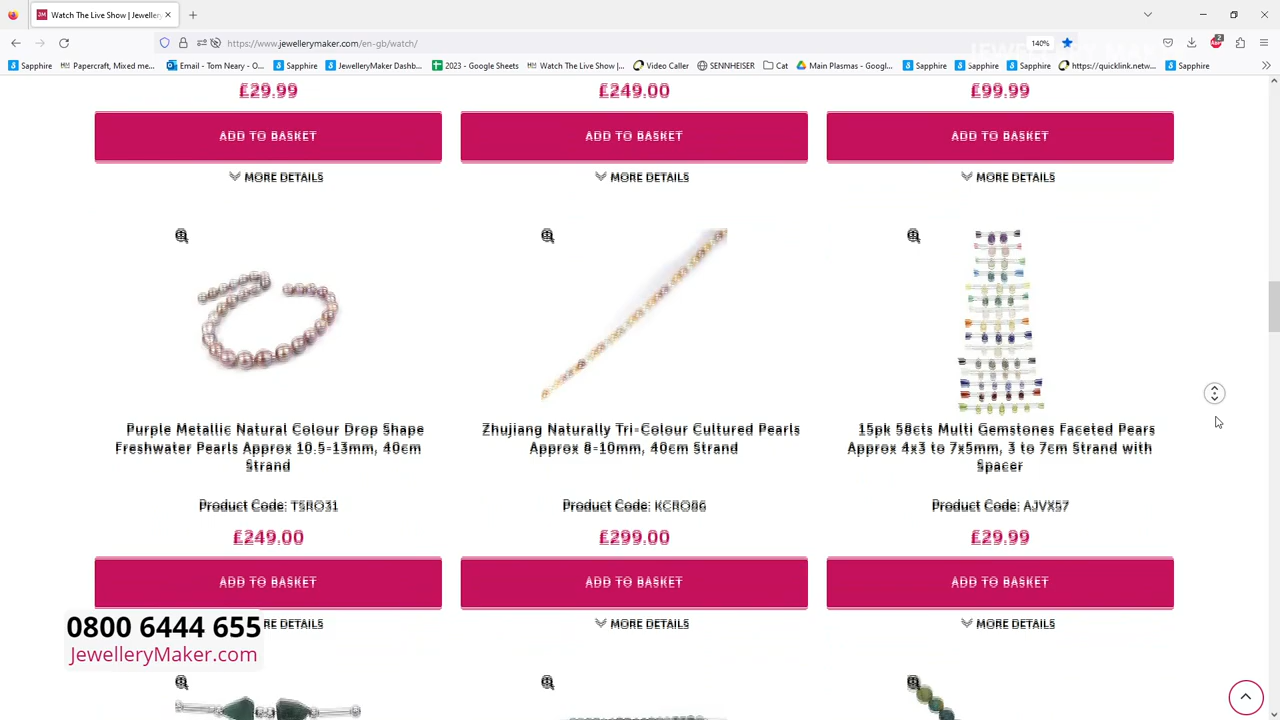 Watch The Live Show | Jeweller
https://www.jewellerymaker.com/en-gb/watch/
140%
Sapphire
Papercraft, Mixed me...
Email - Tom Neary - O...
Sapphire
JewelleryMaker Dashb...
2023 - Google Sheets
Watch The Live Show |...
Video Caller
SENNHEISER
Cat
Main Plasmas - Googl...
Sapphire
Sapphire
Sapphire
https://quicklink.netw...
Sapphire
£29.99
£249.00
£99.99
ADD TO BASKET
ADD TO BASKET
ADD TO BASKET
MORE DETAILS
MORE DETAILS
MORE DETAILS
Purple Metallic Natural Colour Drop Shape
Freshwater Pearls Approx 10.5-13mm, 40cm
Strand
Product Code: TSRO31
£249.00
ADD TO BASKET
Zhujiang Naturally Tri-Colour Cultured Pearls
Approx 8-10mm, 40cm Strand
Product Code: KCRO86
£299.00
ADD TO BASKET
MORE DETAILS
15pk 58cts Multi Gemstones Faceted Pears
Approx 4x3 to 7x5mm, 3 to 7cm Strand with
Spacer
Product Code: AJVX57
£29.99
ADD TO BASKET
MORE DETAILS
RE DETAILS
0800 6444 655
JewelleryMaker.com